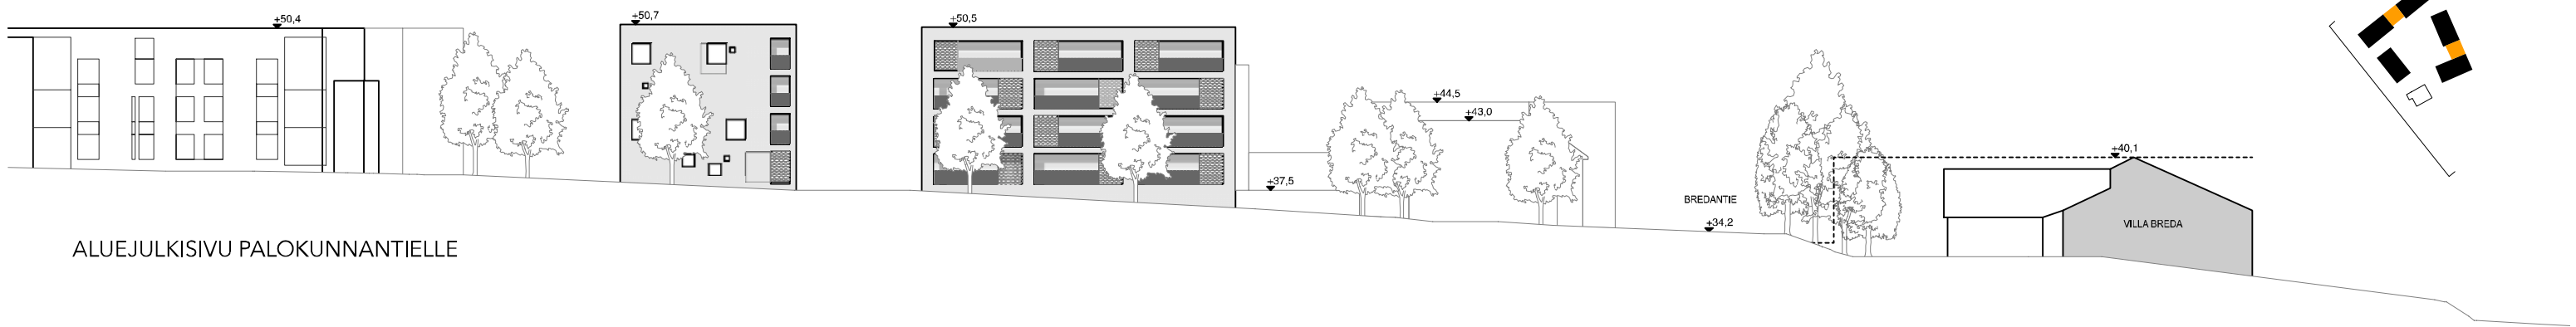 +50,4
+50,7
+50,5
+44,5
+43,0
+40,1
+37,5
BREDANTIE
+34,2
VILLA BREDA
ALUEJULKISIVU PALOKUNNANTIELLE